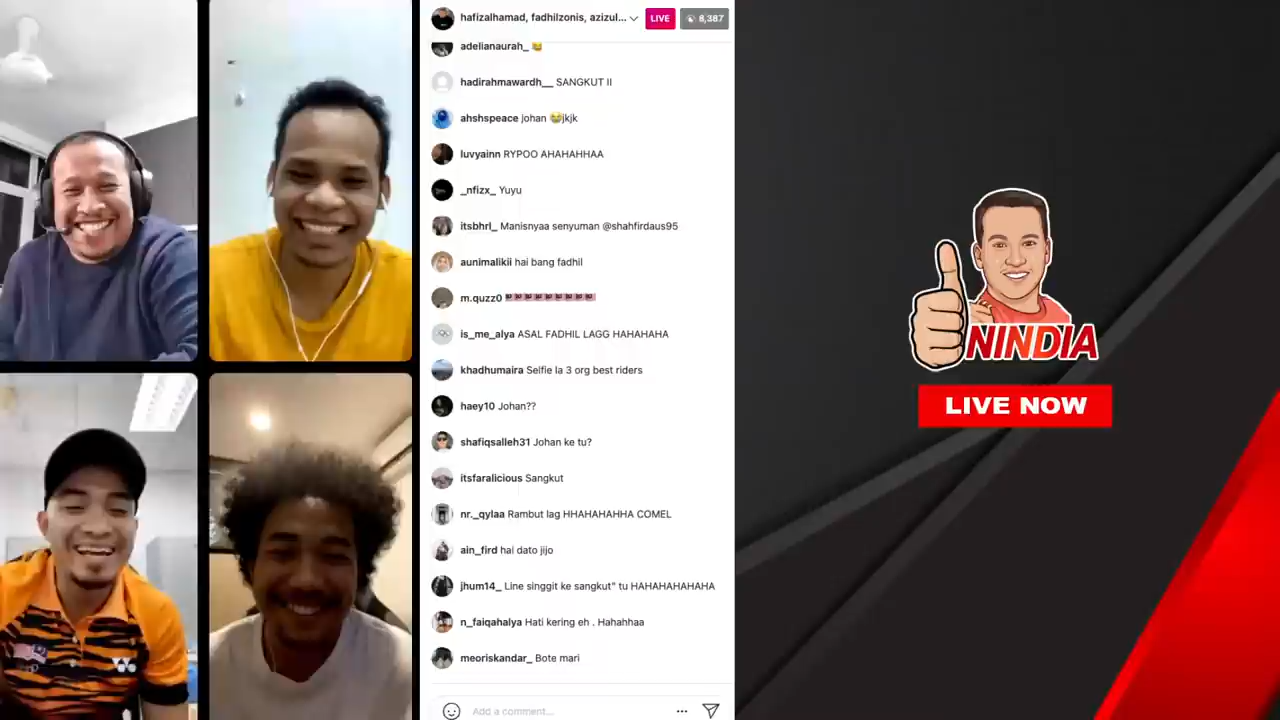 hafizalhamad, fadhilzonis, azizul...
LIVE
8,387
adelianaurah_ 😂
hadirahmawardh__ SANGKUT II
ahshspeace johan 😂jkjk
luvyainn RYPOO AHAHAHHAA
_nfizx_ Yuyu
itsbhrl_ Manisnyaa senyuman @shahfirdaus95
aunimalikii hai bang fadhil
m.quzz0 🇲🇾🇲🇾🇲🇾🇲🇾🇲🇾🇲🇾🇲🇾🇲🇾
is_me_alya ASAL FADHIL LAGG HAHAHAHA
khadhumaira Selfie la 3 org best riders
haey10 Johan??
shafiqsalleh31 Johan ke tu?
itsfaralicious Sangkut
nr._qylaa Rambut lag HHAHAHAHHA COMEL
ain_fird hai dato jijo
jhum14_ Line singgit ke sangkut" tu HAHAHAHAHAHA
n_faiqahalya Hati kering eh . Hahahhaa
meoriskandar_ Bote mari
Add a comment...
NINDIA
LIVE NOW